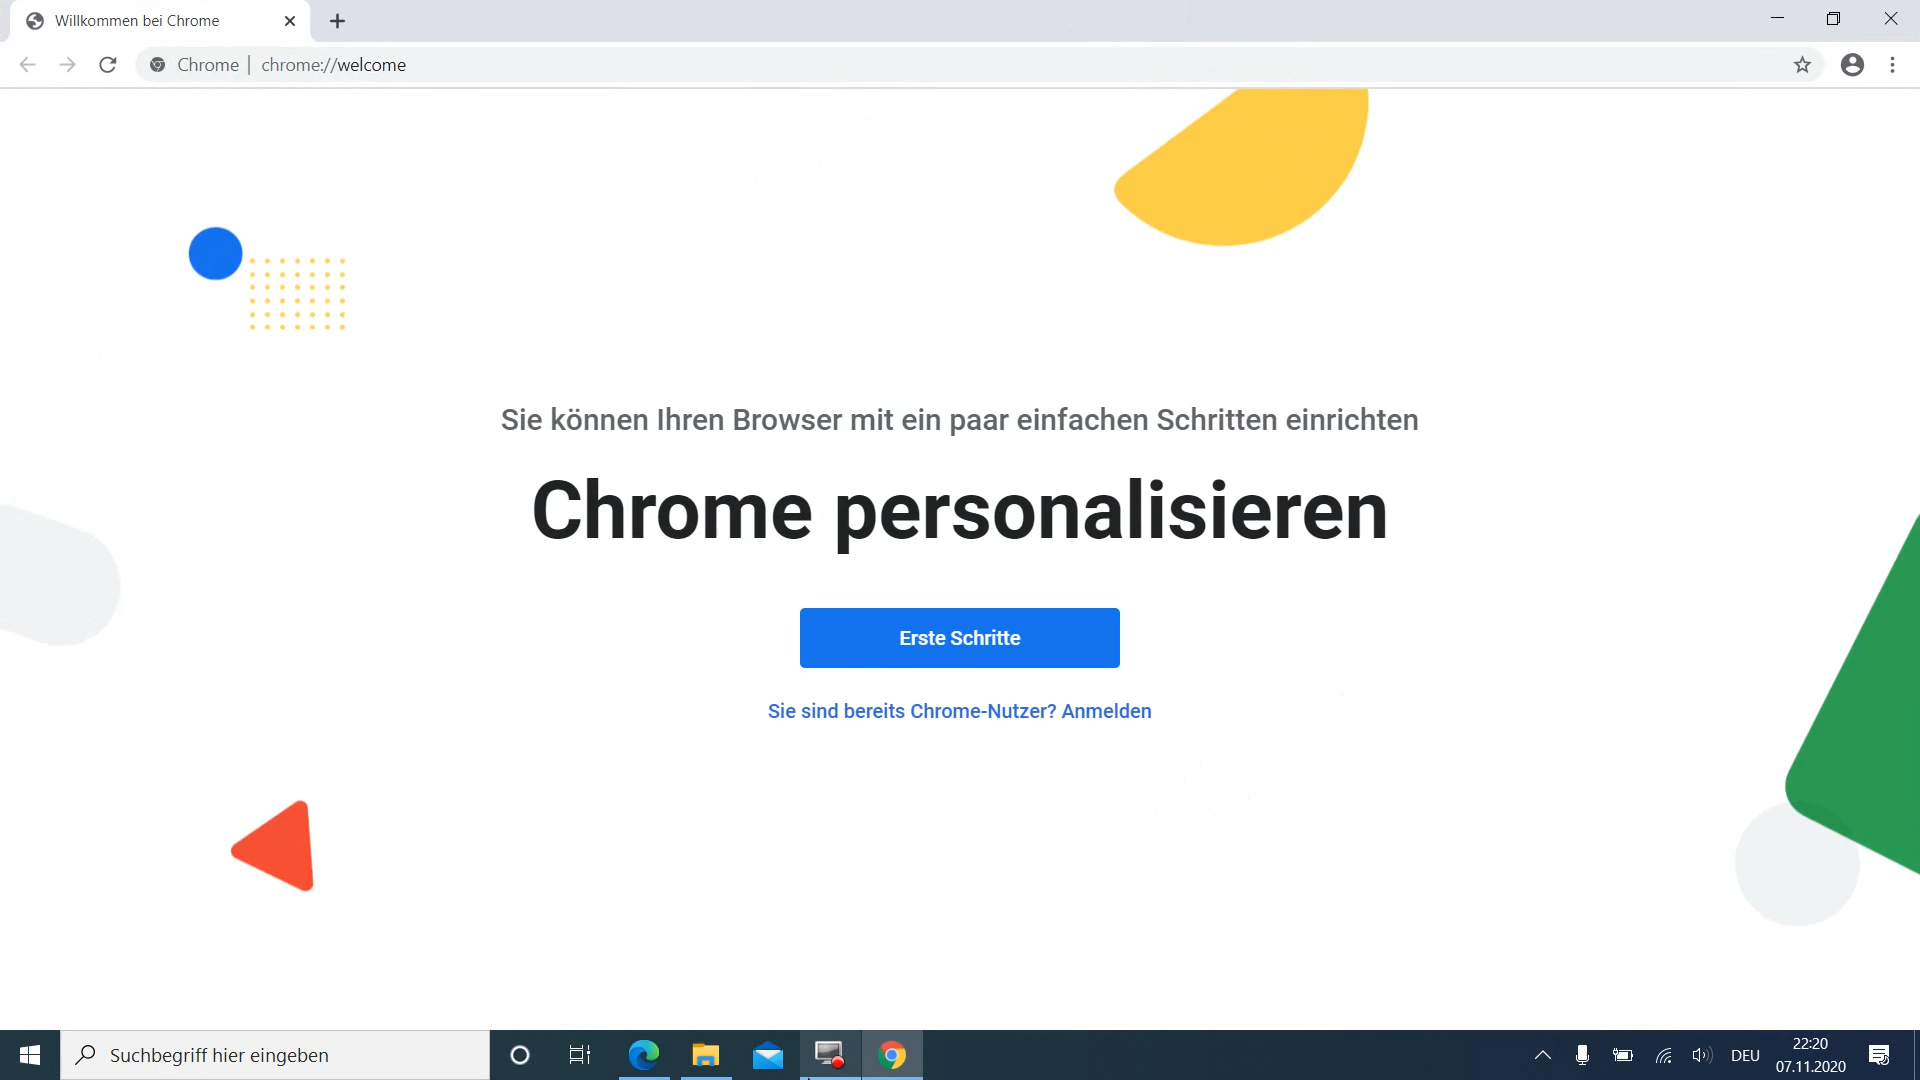 Willkommen bei Chrome
Chrome | chrome://welcome
Sie können Ihren Browser mit ein paar einfachen Schritten einrichten
Chrome personalisieren
Erste Schritte
Sie sind bereits Chrome-Nutzer? Anmelden
Suchbegriff hier eingeben
DEU
22:20
07.11.2020